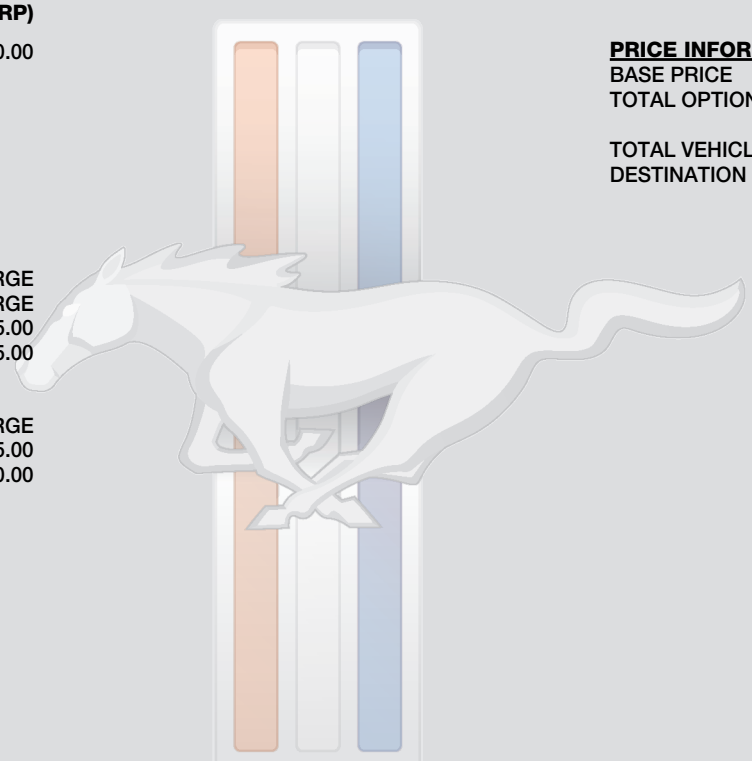 RP)
0.00
RGE
RGE
5.00
5.00
RGE
5.00
0.00
PRICE INFOR
BASE PRICE
TOTAL OPTION
TOTAL VEHICL
DESTINATION